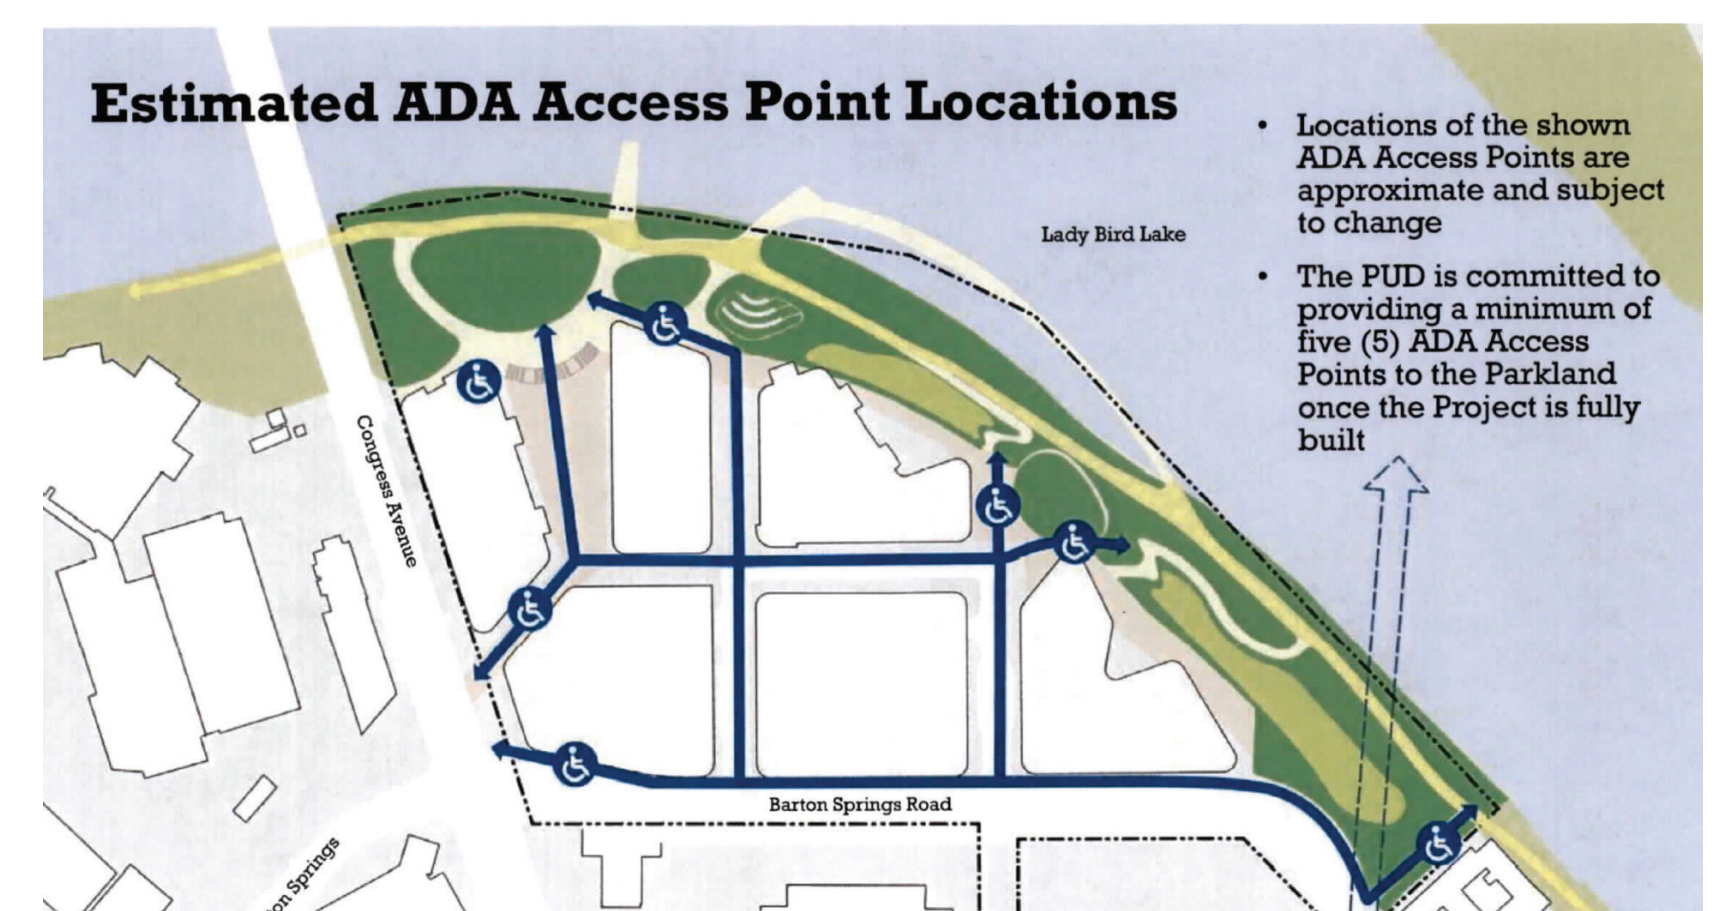 Estimated ADA Access Point Locations
• Locations of the shown
ADA Access Points are
approximate and subject
to change
• The PUD is committed to
providing a minimum of
five (5) ADA Access
Points to the Parkland
once the Project is fully
built
Lady Bird Lake
Congress Avenue
Barton Springs Road
on Springs